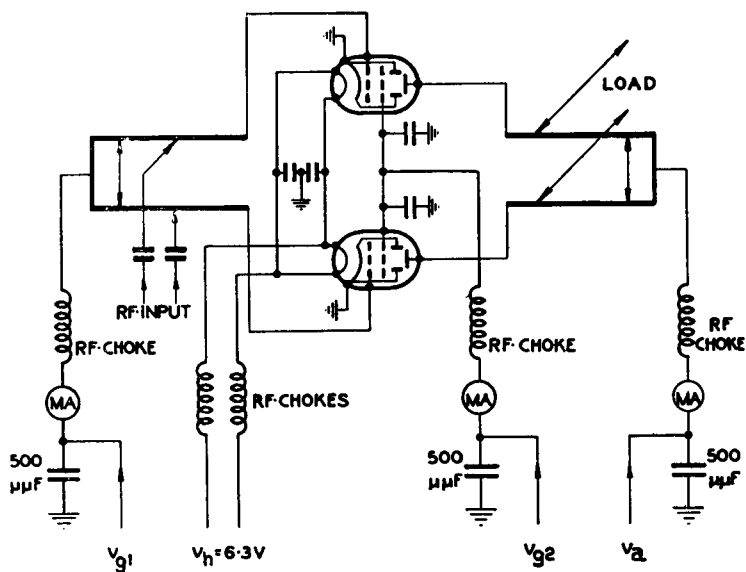 LOAD
RF·INPUT
RF·CHOKE
RF·CHOKES
RF·CHOKE
RF
CHOKE
MA
MA
MA
500
μμF
500
μμF
500
μμF
Vg1
Vh=6·3V
Vg2
Va